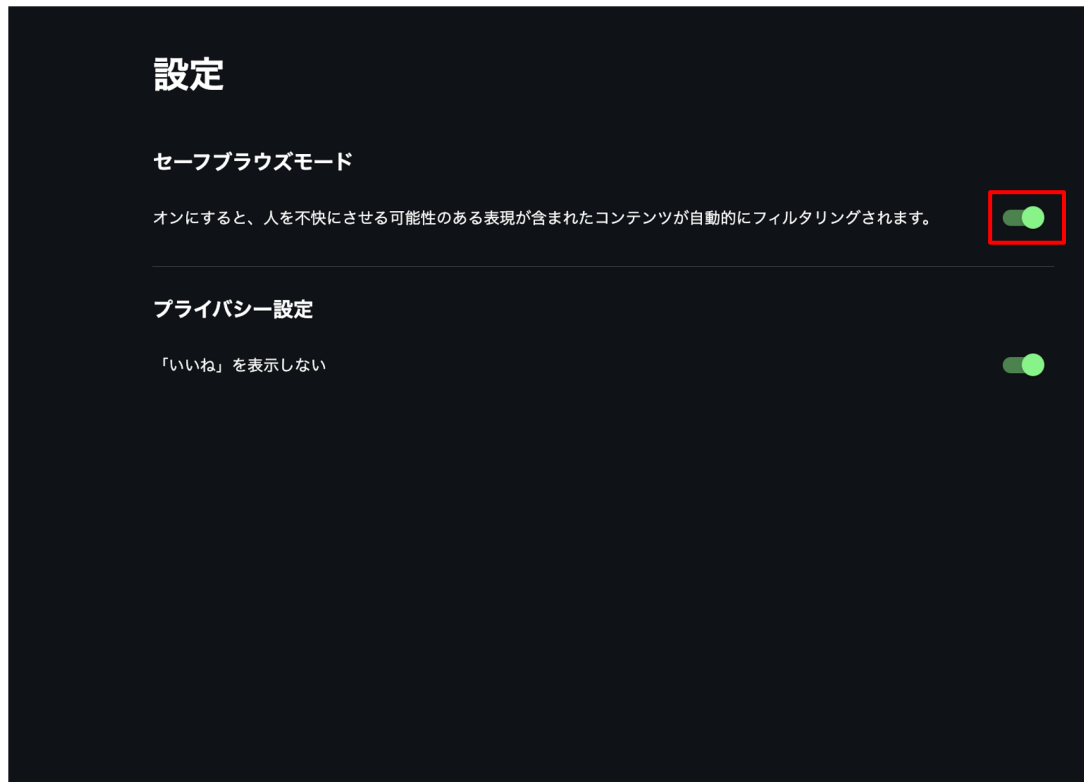 設定
セーフブラウズモード
オンにすると、人を不快にさせる可能性のある表現が含まれたコンテンツが自動的にフィルタリングされます。
プライバシー設定
「いいね」を表示しない